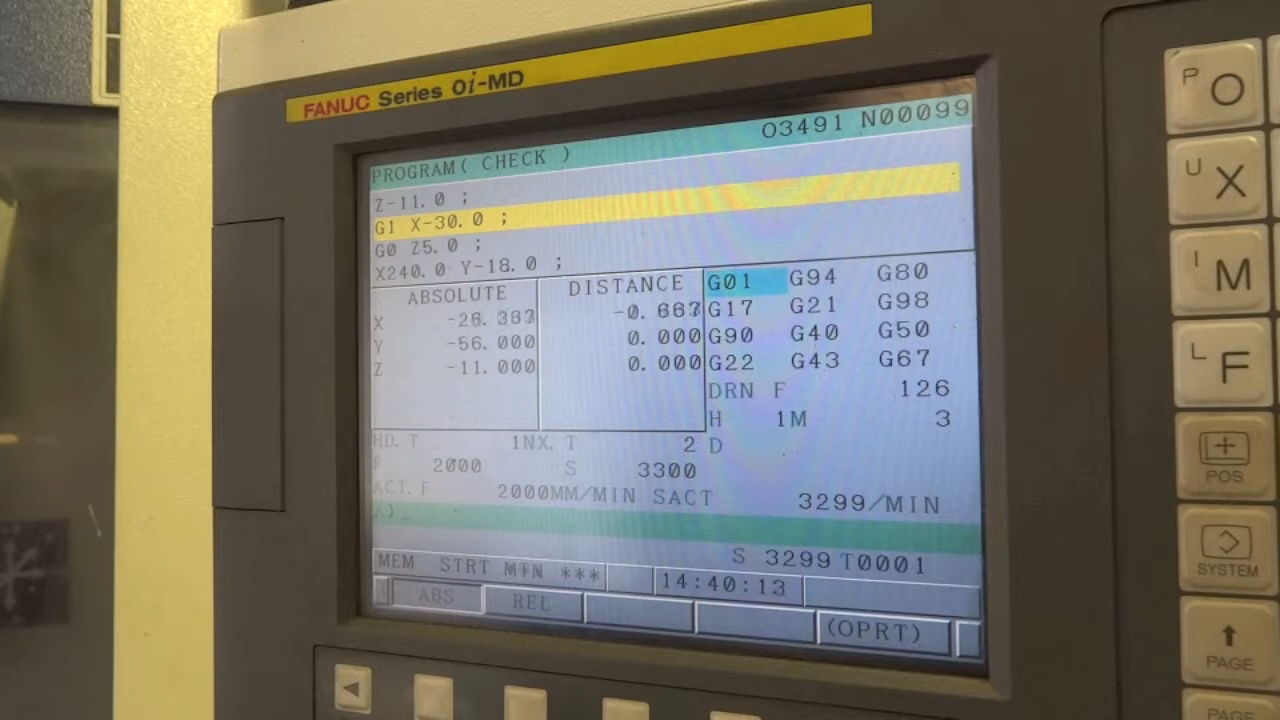 FANUC Series 0i-MD
O3491 N00099
PROGRAM( CHECK )
Z-11.0 ;
G1 X-30.0 ;
G0 Z5.0 ;
X240.0 Y-18.0 ;
ABSOLUTE DISTANCE G01 G94 G80
X -0. G17 G21 G98
Y -56.000 0.000 G90 G40 G50
Z -11.000 0.000 G22 G43 G67
DRN F 126
H 1M 3
HD.T 1NX.T 2 D
F 2000 S 3300
ACT.F 2000MM/MIN SACT 3299/MIN
A)_
S 3299 T0001
MEM STRT MTN *** 14:40:13
ABS REL (OPRT)
P O
U X
I M
L F
POS
SYSTEM
PAGE
PAGE